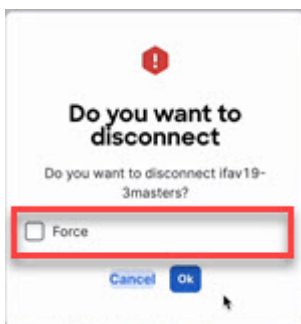 Do you want to
disconnect
Do you want to disconnect ifav19-
3masters?
Force
Cancel Ok